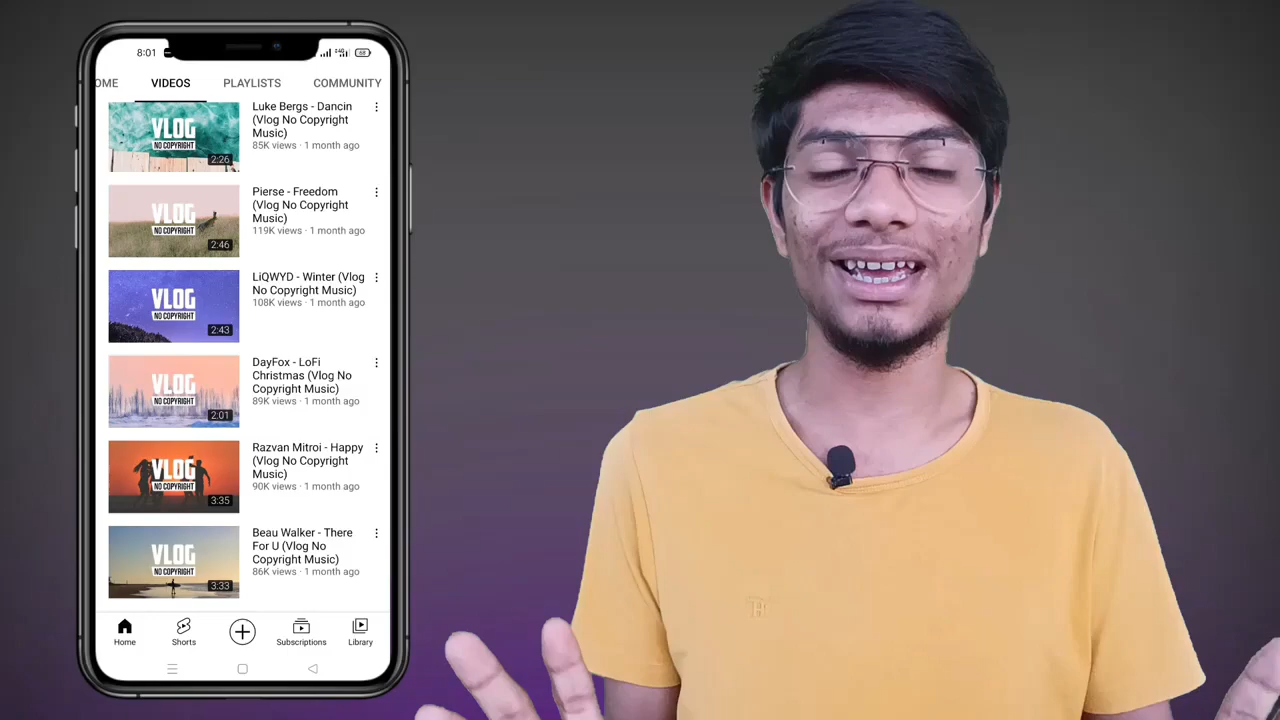 8:01
68
OME VIDEOS PLAYLISTS COMMUNITY
VLOG
NO COPYRIGHT
2:26
Luke Bergs - Dancin
(Vlog No Copyright
Music)
85K views · 1 month ago
VLOG
NO COPYRIGHT
2:46
Pierse - Freedom
(Vlog No Copyright
Music)
119K views · 1 month ago
VLOG
NO COPYRIGHT
2:43
LiQWYD - Winter (Vlog
No Copyright Music)
108K views · 1 month ago
VLOG
NO COPYRIGHT
2:01
DayFox - LoFi
Christmas (Vlog No
Copyright Music)
89K views · 1 month ago
VLOG
NO COPYRIGHT
3:35
Razvan Mitroi - Happy
(Vlog No Copyright
Music)
90K views · 1 month ago
VLOG
NO COPYRIGHT
3:33
Beau Walker - There
For U (Vlog No
Copyright Music)
86K views · 1 month ago
Home Shorts Subscriptions Library